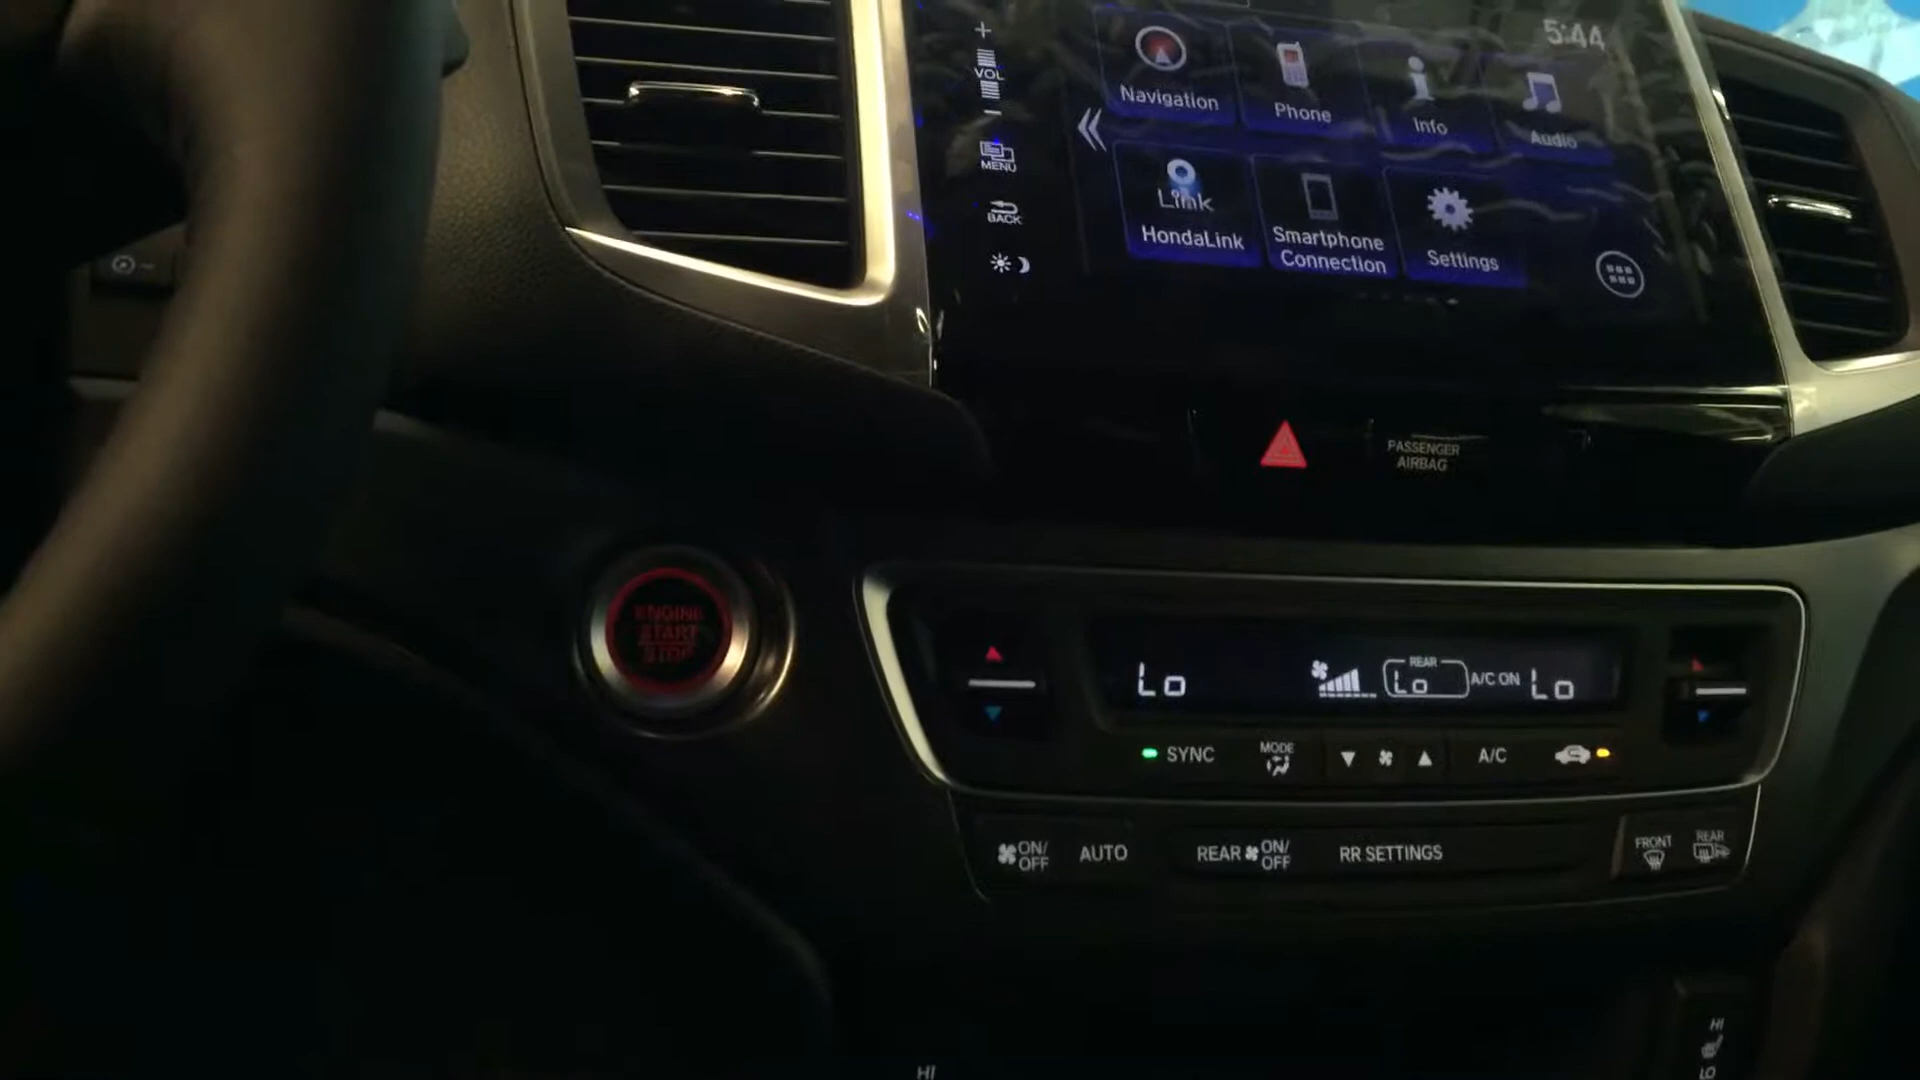 5:44
+
VOL
-
MENU
BACK
Navigation
Phone
Info
Audio
Link
HondaLink
Smartphone
Connection
Settings
PASSENGER
AIRBAG
ENGINE
START
STOP
Lo
REAR
Lo
A/C ON
Lo
SYNC
MODE
A/C
ON/
OFF
AUTO
REAR
ON/
OFF
RR SETTINGS
FRONT
REAR
HI
HI
LO